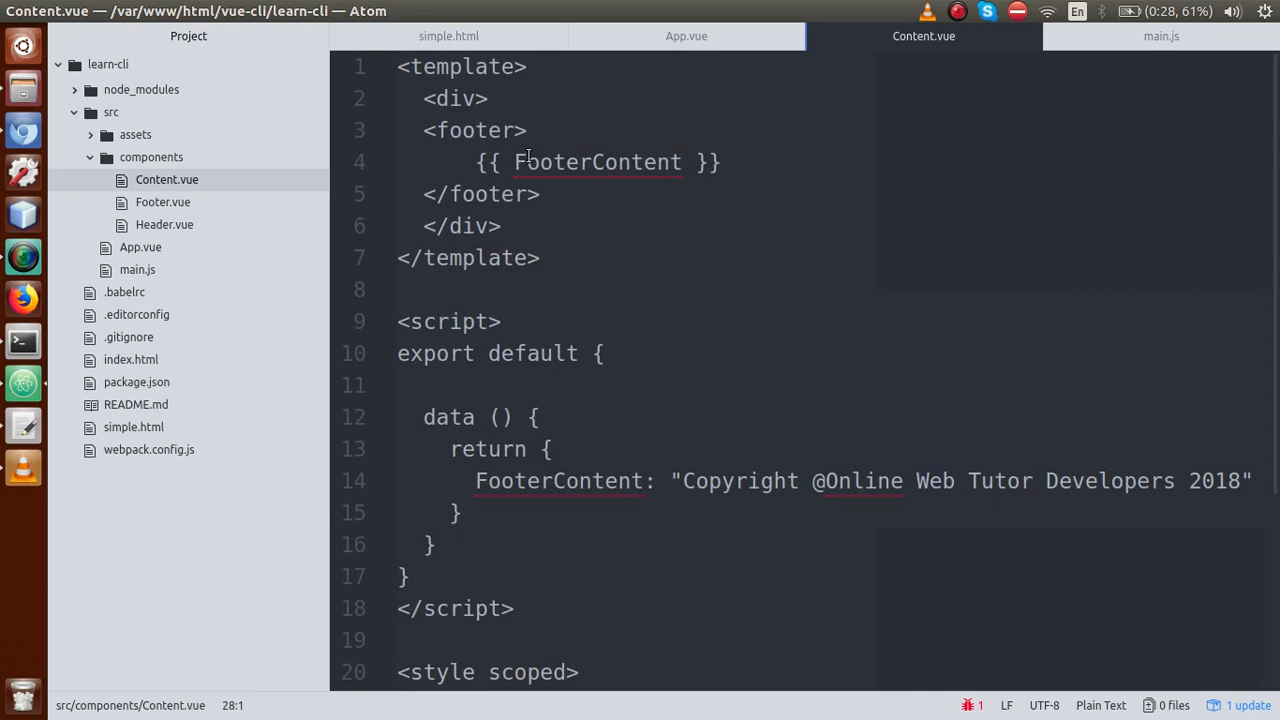 Content.vue — /var/www/html/vue-cli/learn-cli — Atom
En
(0:28, 61%)
Project
simple.html
App.vue
Content.vue
main.js
learn-cli
node_modules
src
assets
components
Content.vue
Footer.vue
Header.vue
App.vue
main.js
.babelrc
.editorconfig
.gitignore
index.html
package.json
README.md
simple.html
webpack.config.js
1 <template>
2 <div>
3 <footer>
4 {{ FooterContent }}
5 </footer>
6 </div>
7 </template>
8
9 <script>
10 export default {
11
12 data () {
13 return {
14 FooterContent: "Copyright @Online Web Tutor Developers 2018"
15 }
16 }
17 }
18 </script>
19
20 <style scoped>
src/components/Content.vue 28:1
1 LF UTF-8 Plain Text 0 files 1 update